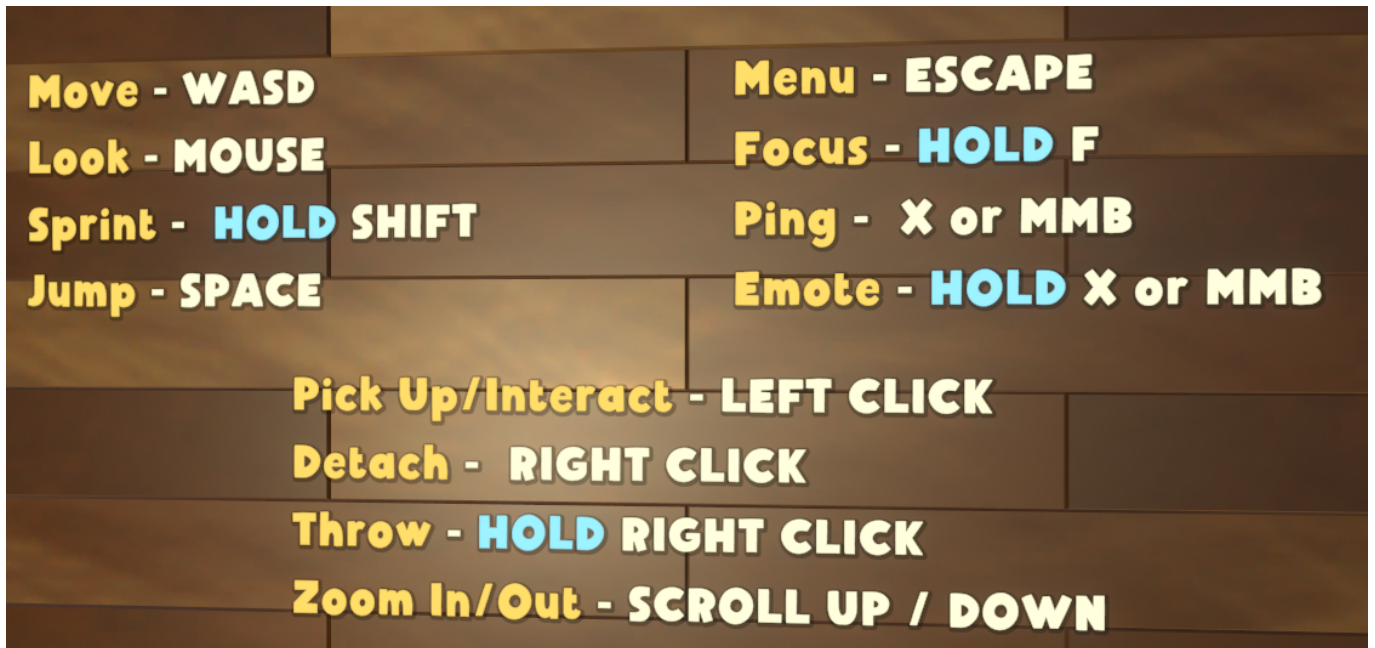 Move - WASD
Look - MOUSE
Sprint - HOLD SHIFT
Jump - SPACE
Menu - ESCAPE
Focus - HOLD F
Ping - X or MMB
Emote - HOLD X or MMB
Pick Up/Interact - LEFT CLICK
Detach - RIGHT CLICK
Throw - HOLD RIGHT CLICK
Zoom In/Out - SCROLL UP / DOWN